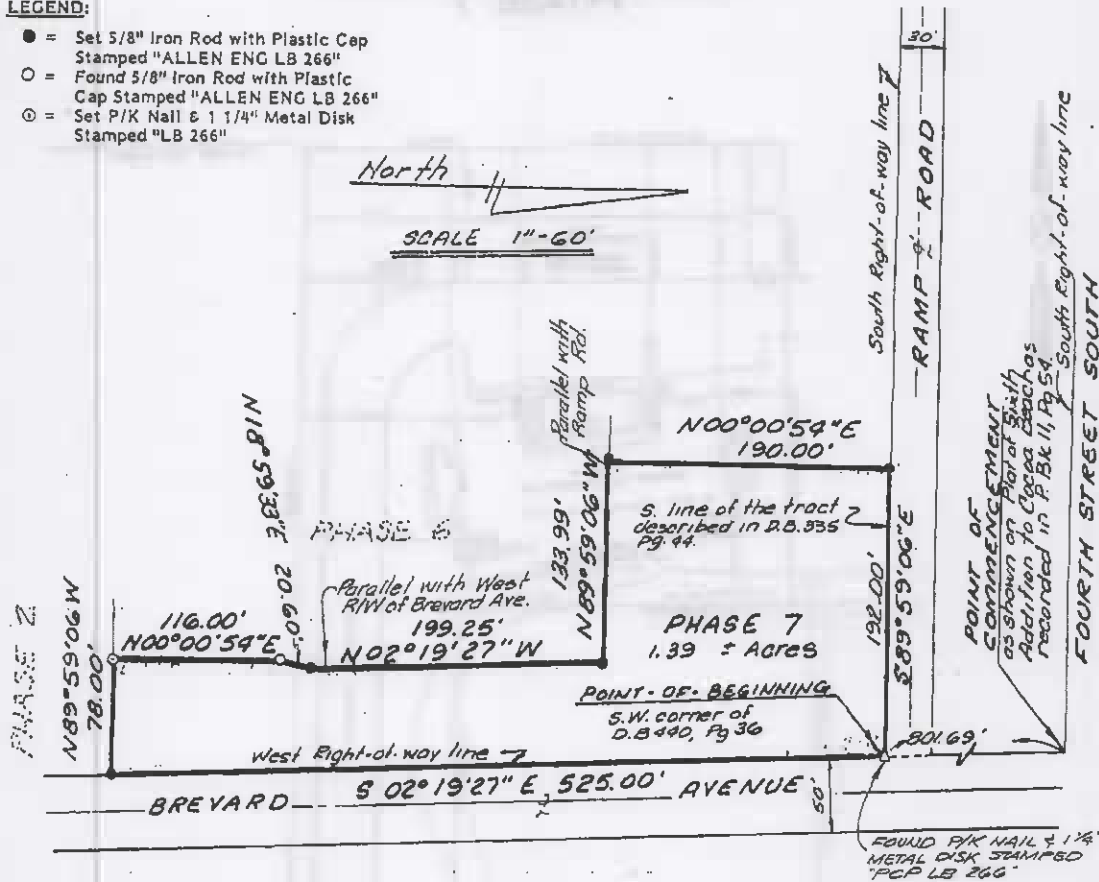 LEGEND:
● = Set 5/8" Iron Rod with Plastic Cap
Stamped "ALLEN ENG LB 266"
○ = Found 5/8" Iron Rod with Plastic
Cap Stamped "ALLEN ENG LB 266"
⊙ = Set P/K Nail & 1 1/4" Metal Disk
Stamped "LB 266"
North
SCALE 1"-60'
30'
South Right-of-way line
RAMP ROAD
South Right-of-way line
FOURTH STREET SOUTH
POINT OF
COMMENCEMENT
as shown on Plat of Sixth
Addition to Cocoa Beach as
recorded in P. Bk 11, Pg 54.
Parallel with
Ramp Rd.
N00°00'54"E
190.00'
S. line of the tract
described in D.B. 335
Pg. 44.
133.99'
N89°59'06"W
192.00'
S89°59'06"E
PHASE 7
1.39 ± Acres
PHASE 6
N18°59'33"E 20.60'
Parallel with West
R/W of Brevard Ave.
199.25'
N02°19'27"W
116.00'
N00°00'54"E
PHASE 2
N89°59'06"W
78.00'
POINT-OF-BEGINNING
S.W. corner of
D.B 440, Pg 36
801.69'
West Right-of-way line
S 02°19'27" E, 525.00'
BREVARD AVENUE
50'
FOUND P/K NAIL & 1 1/4"
METAL DISK STAMPED
"PCP LB 266"